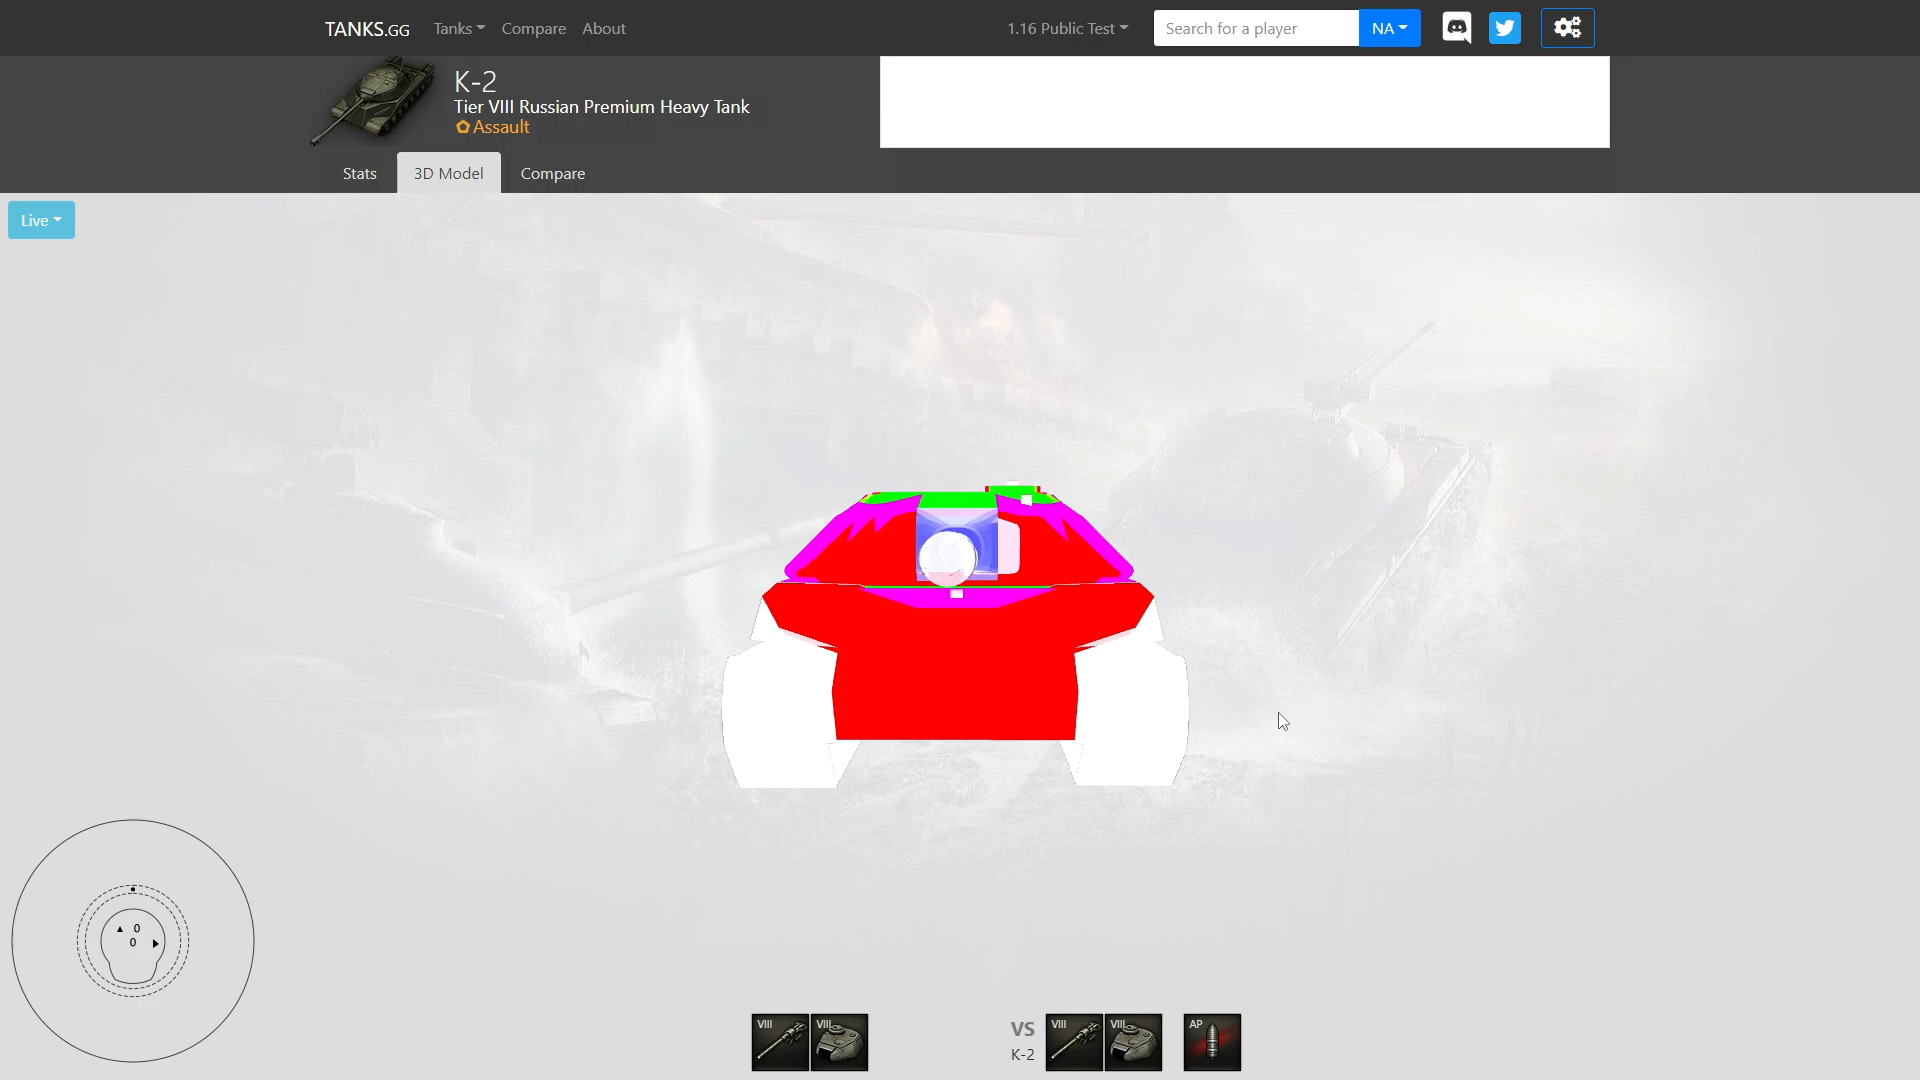 TANKS.GG Tanks Compare About 1.16 Public Test Search for a player NA
K-2
Tier VIII Russian Premium Heavy Tank
Assault
Stats 3D Model Compare
Live
0
0
VIII VIII VS VIII VIII AP
K-2